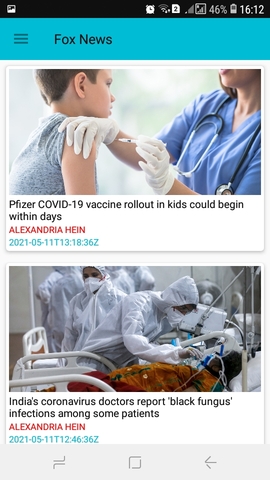 46% 16:12
Fox News
Pfizer COVID-19 vaccine rollout in kids could begin
within days
ALEXANDRIA HEIN
2021-05-11T13:18:36Z
India's coronavirus doctors report 'black fungus'
infections among some patients
ALEXANDRIA HEIN
2021-05-11T12:46:36Z